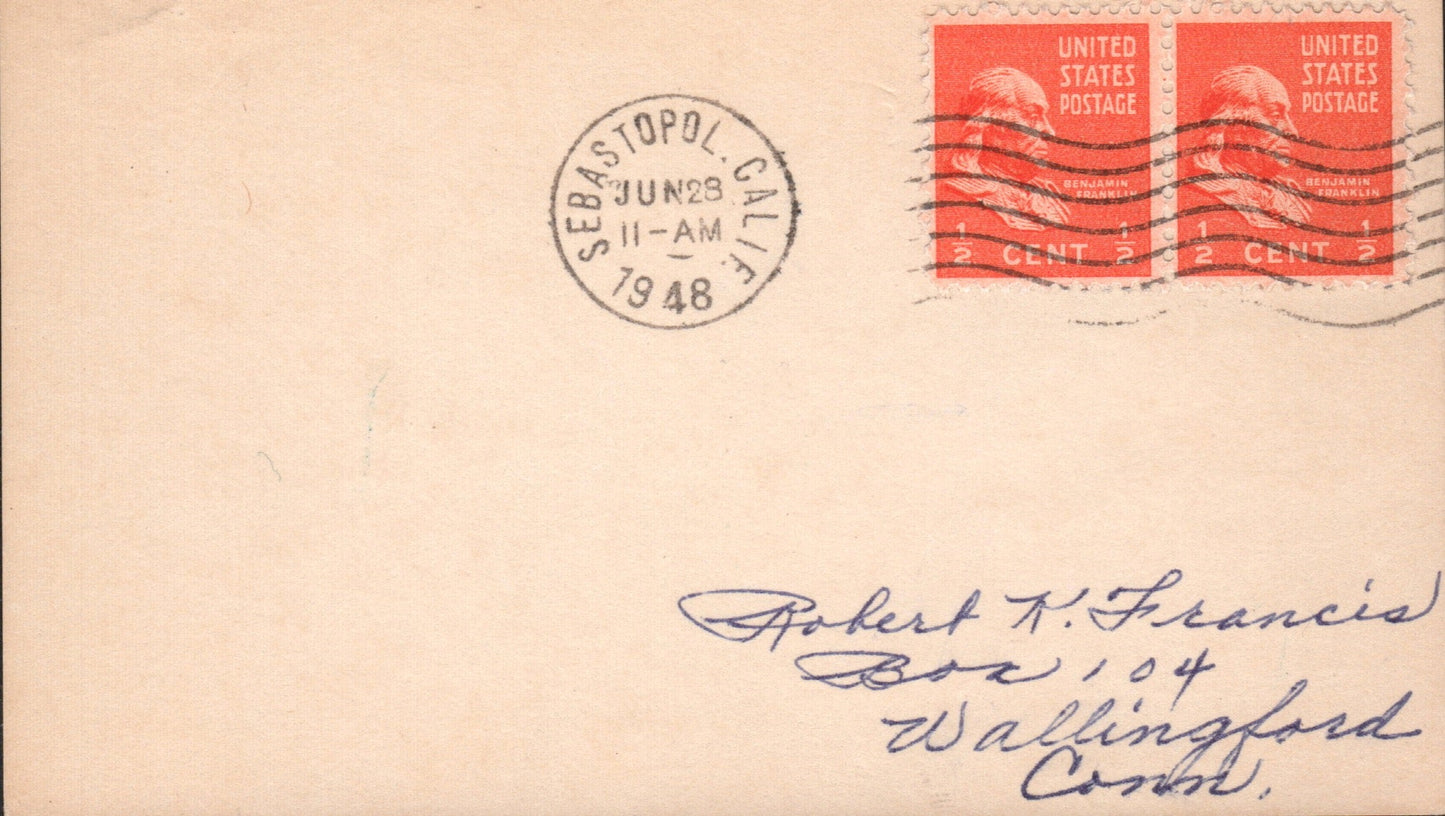 UNITED
STATES
POSTAGE
BENJAMIN
FRANKLIN
1/2 CENT 1/2
UNITED
STATES
POSTAGE
BENJAMIN
FRANKLIN
1/2 CENT 1/2
SEBASTOPOL. CALIF.
JUN 28
11-AM
1948
Robert K. Francis
Box 104
Wallingford
Conn.